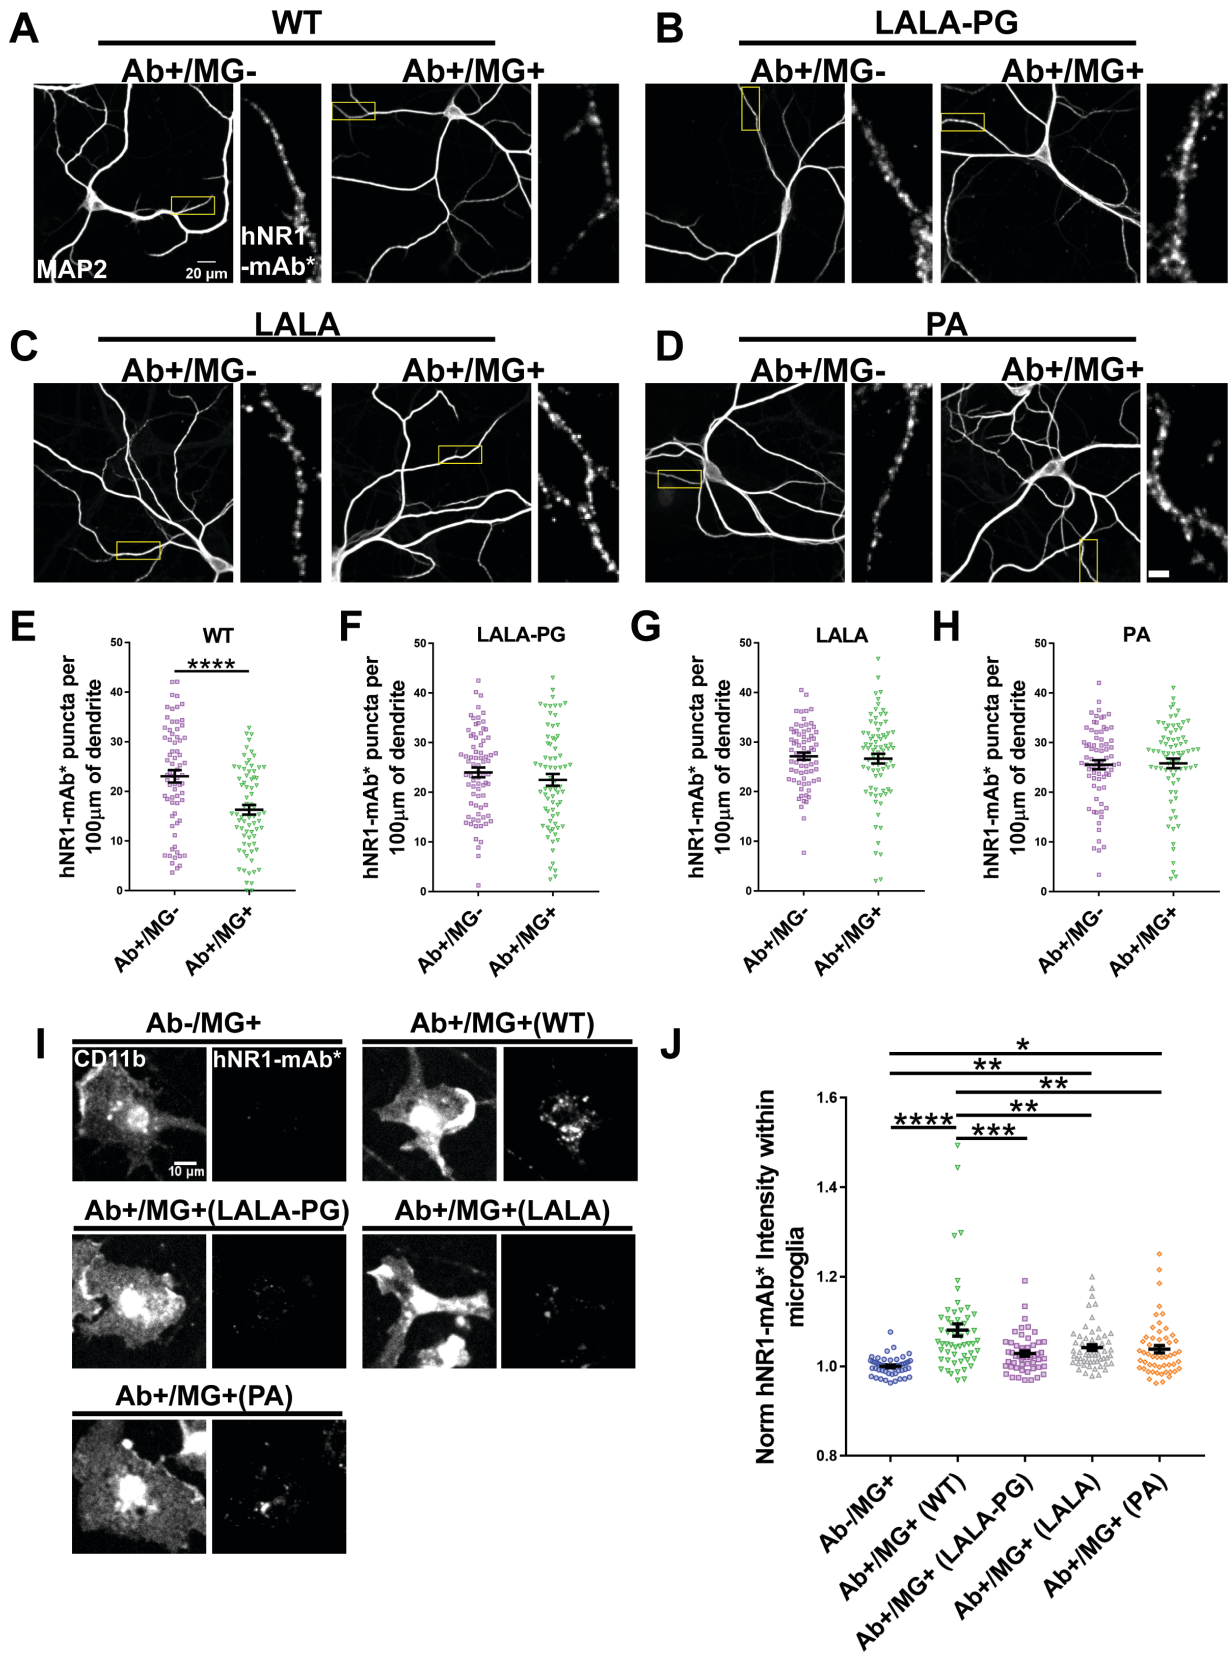 A
WT
Ab+/MG-
Ab+/MG+
MAP2
20 µm
hNR1
-mAb*
B
LALA-PG
Ab+/MG-
Ab+/MG+
C
LALA
Ab+/MG-
Ab+/MG+
D
PA
Ab+/MG-
Ab+/MG+
E
WT
hNR1-mAb* puncta per
100µm of dendrite
50
40
30
20
10
0
****
Ab+/MG-
Ab+/MG+
F
LALA-PG
hNR1-mAb* puncta per
100µm of dendrite
50
40
30
20
10
0
Ab+/MG-
Ab+/MG+
G
LALA
hNR1-mAb* puncta per
100µm of dendrite
50
40
30
20
10
0
Ab+/MG-
Ab+/MG+
H
PA
hNR1-mAb* puncta per
100µm of dendrite
50
40
30
20
10
0
Ab+/MG-
Ab+/MG+
I
Ab-/MG+
CD11b
hNR1-mAb*
10 µm
Ab+/MG+(WT)
Ab+/MG+(LALA-PG)
Ab+/MG+(LALA)
Ab+/MG+(PA)
J
Norm hNR1-mAb* Intensity within
microglia
1.6
1.4
1.2
1.0
0.8
*
**
**
**
****
***
Ab-/MG+
Ab+/MG+ (WT)
Ab+/MG+ (LALA-PG)
Ab+/MG+ (LALA)
Ab+/MG+ (PA)